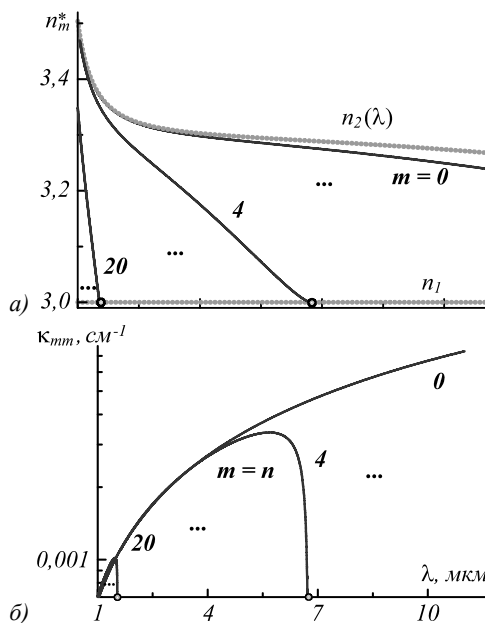 n*m
3,4
n2(λ)
3,2
m = 0
...
4
...
20
...
n1
а)
3,0
κmm, см-1
0
4
m = n
...
...
20
0,001
...
λ, мкм
б)
1
4
7
10